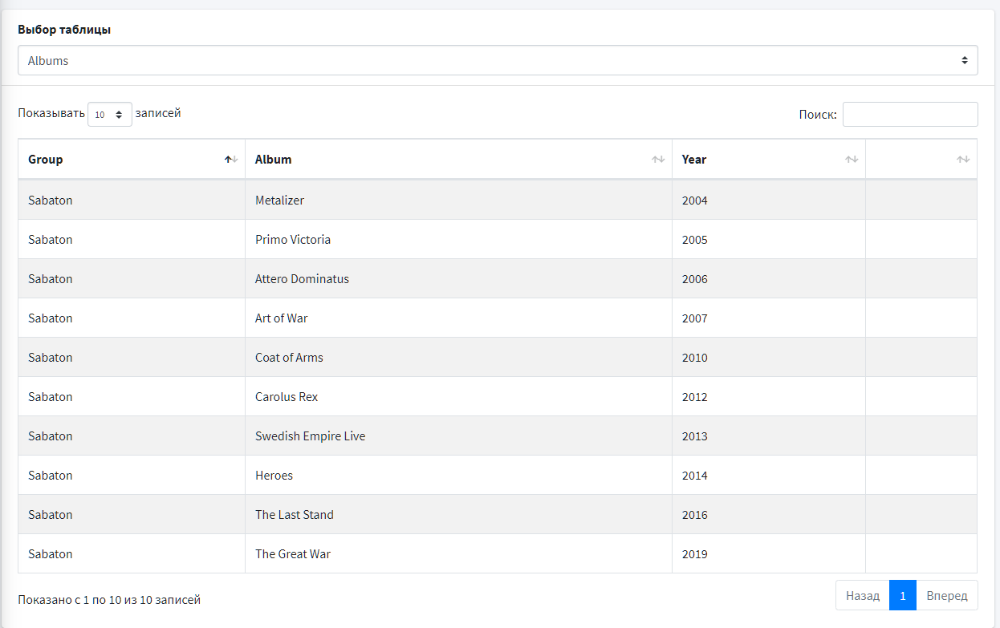 Выбор таблицы
Albums
Показывать 10 записей Поиск:
Group Album Year
Sabaton Metalizer 2004
Sabaton Primo Victoria 2005
Sabaton Attero Dominatus 2006
Sabaton Art of War 2007
Sabaton Coat of Arms 2010
Sabaton Carolus Rex 2012
Sabaton Swedish Empire Live 2013
Sabaton Heroes 2014
Sabaton The Last Stand 2016
Sabaton The Great War 2019
Показано с 1 по 10 из 10 записей Назад 1 Вперед